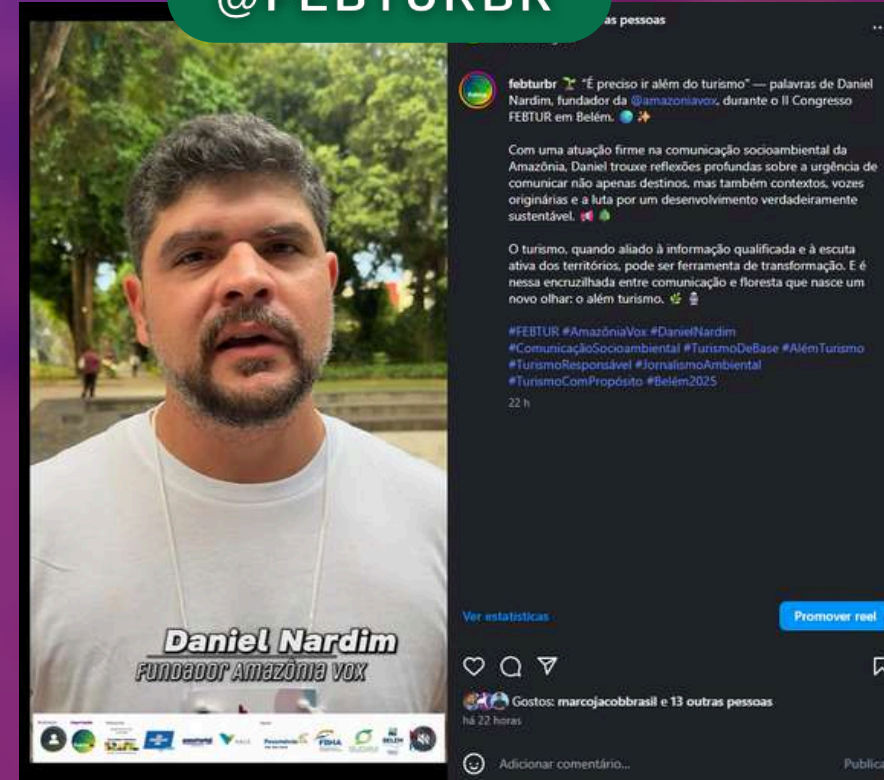 @FEBTURBR
as pessoas
febturbr 🌱 "É preciso ir além do turismo" — palavras de Daniel
Nardim, fundador da @amazoniavox, durante o II Congresso
FEBTUR em Belém. 🌎✨
Com uma atuação firme na comunicação socioambiental da
Amazônia, Daniel trouxe reflexões profundas sobre a urgência de
comunicar não apenas destinos, mas também contextos, vozes
originárias e a luta por um desenvolvimento verdadeiramente
sustentável. 📢🌳
O turismo, quando aliado à informação qualificada e à escuta
ativa dos territórios, pode ser ferramenta de transformação. E é
nessa encruzilhada entre comunicação e floresta que nasce um
novo olhar: o além turismo. 🌿🎙️
#FEBTUR #AmazôniaVox #DanielNardim
#ComunicaçãoSocioambiental #TurismoDeBase #AlémTurismo
#TurismoResponsável #JornalismoAmbiental
#TurismoComPropósito #Belém2025
22 h
Daniel Nardim
Fundador Amazônia Vox
VALE
FIHA
BELÉM
Ver estatísticas
Promover reel
Gostos: marcojacobbrasil e 13 outras pessoas
há 22 horas
Adicionar comentário...
Publica